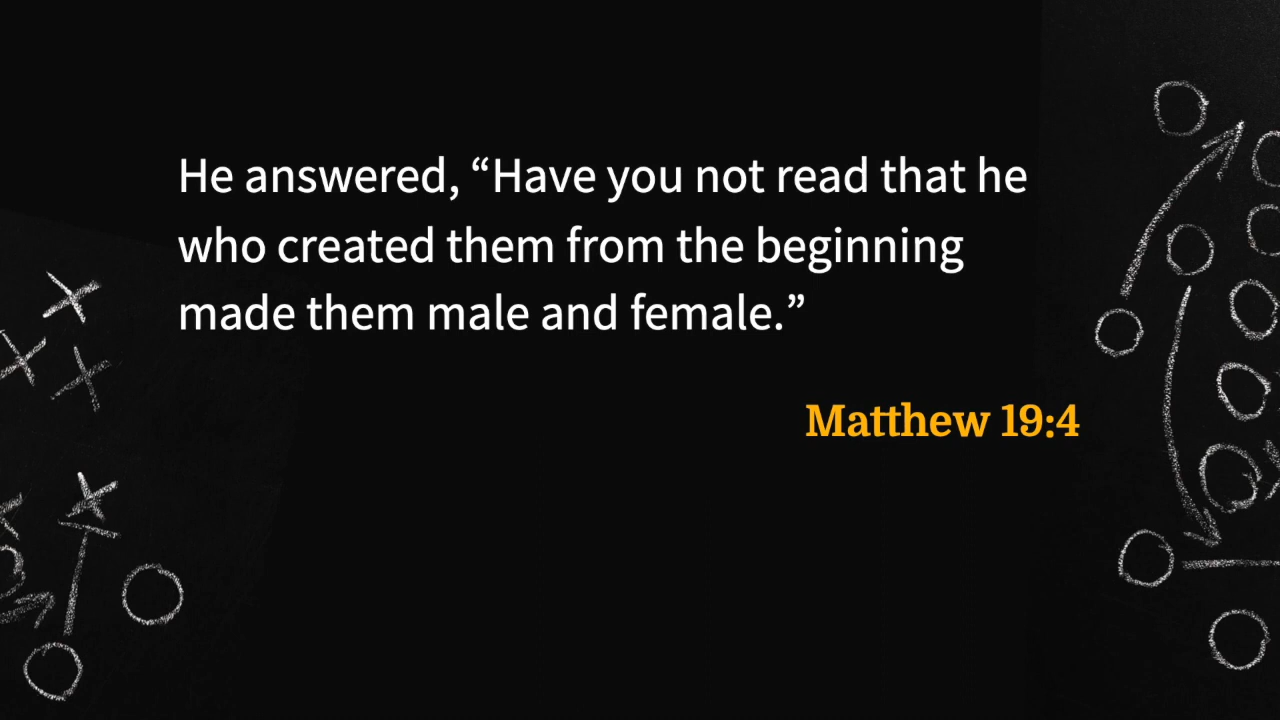 He answered, “Have you not read that he
who created them from the beginning
made them male and female.”
Matthew 19:4